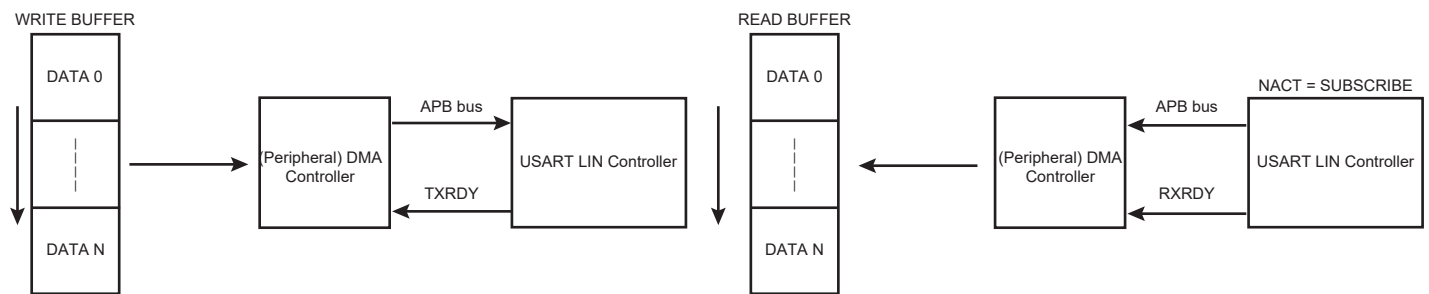 WRITE BUFFER
DATA 0
DATA N
(Peripheral) DMA
Controller
APB bus
TXRDY
USART LIN Controller
READ BUFFER
DATA 0
DATA N
(Peripheral) DMA
Controller
APB bus
RXRDY
NACT = SUBSCRIBE
USART LIN Controller